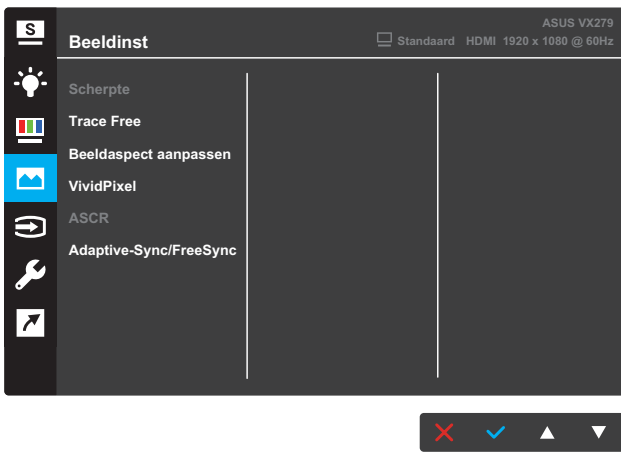 S
ASUS VX279
Beeldinst
Standaard HDMI 1920 x 1080 @ 60Hz
Scherpte
Trace Free
Beeldaspect aanpassen
VividPixel
ASCR
Adaptive-Sync/FreeSync